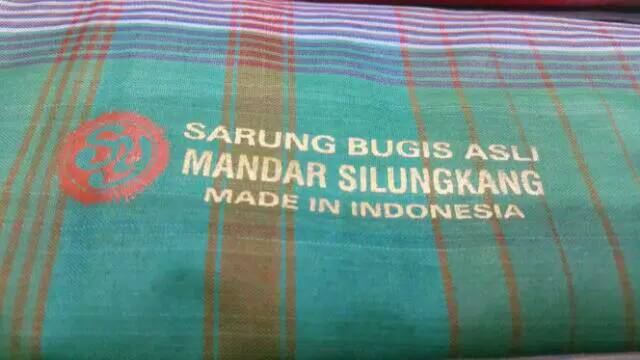 SARUNG BUGIS ASLI
MANDAR SILUNGKANG
MADE IN INDONESIA